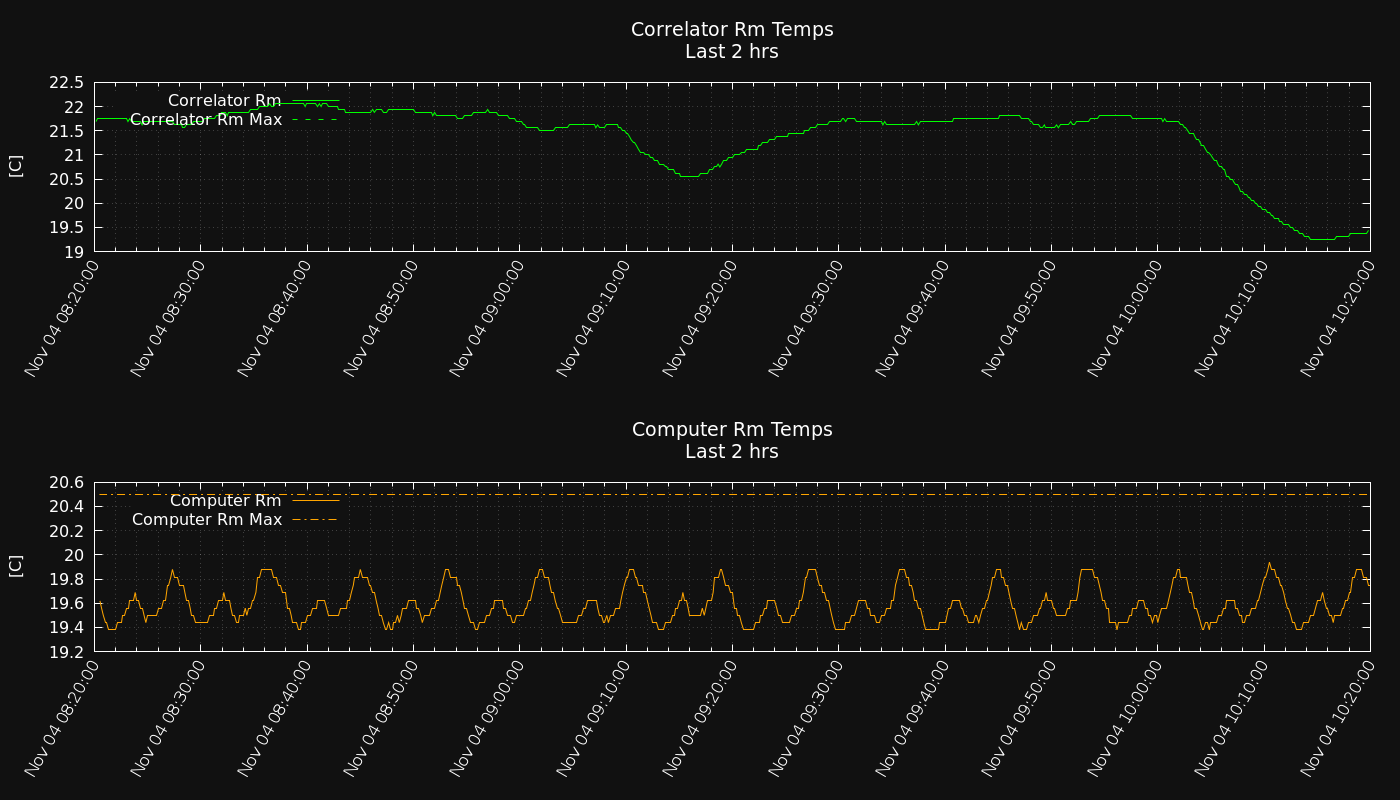 Correlator Rm Temps
Last 2 hrs
[C]
22.5
22
21.5
21
20.5
20
19.5
19
Correlator Rm
Correlator Rm Max
Nov 04 08:20:00
Nov 04 08:30:00
Nov 04 08:40:00
Nov 04 08:50:00
Nov 04 09:00:00
Nov 04 09:10:00
Nov 04 09:20:00
Nov 04 09:30:00
Nov 04 09:40:00
Nov 04 09:50:00
Nov 04 10:00:00
Nov 04 10:10:00
Nov 04 10:20:00
Computer Rm Temps
Last 2 hrs
[C]
20.6
20.4
20.2
20
19.8
19.6
19.4
19.2
Computer Rm
Computer Rm Max
Nov 04 08:20:00
Nov 04 08:30:00
Nov 04 08:40:00
Nov 04 08:50:00
Nov 04 09:00:00
Nov 04 09:10:00
Nov 04 09:20:00
Nov 04 09:30:00
Nov 04 09:40:00
Nov 04 09:50:00
Nov 04 10:00:00
Nov 04 10:10:00
Nov 04 10:20:00